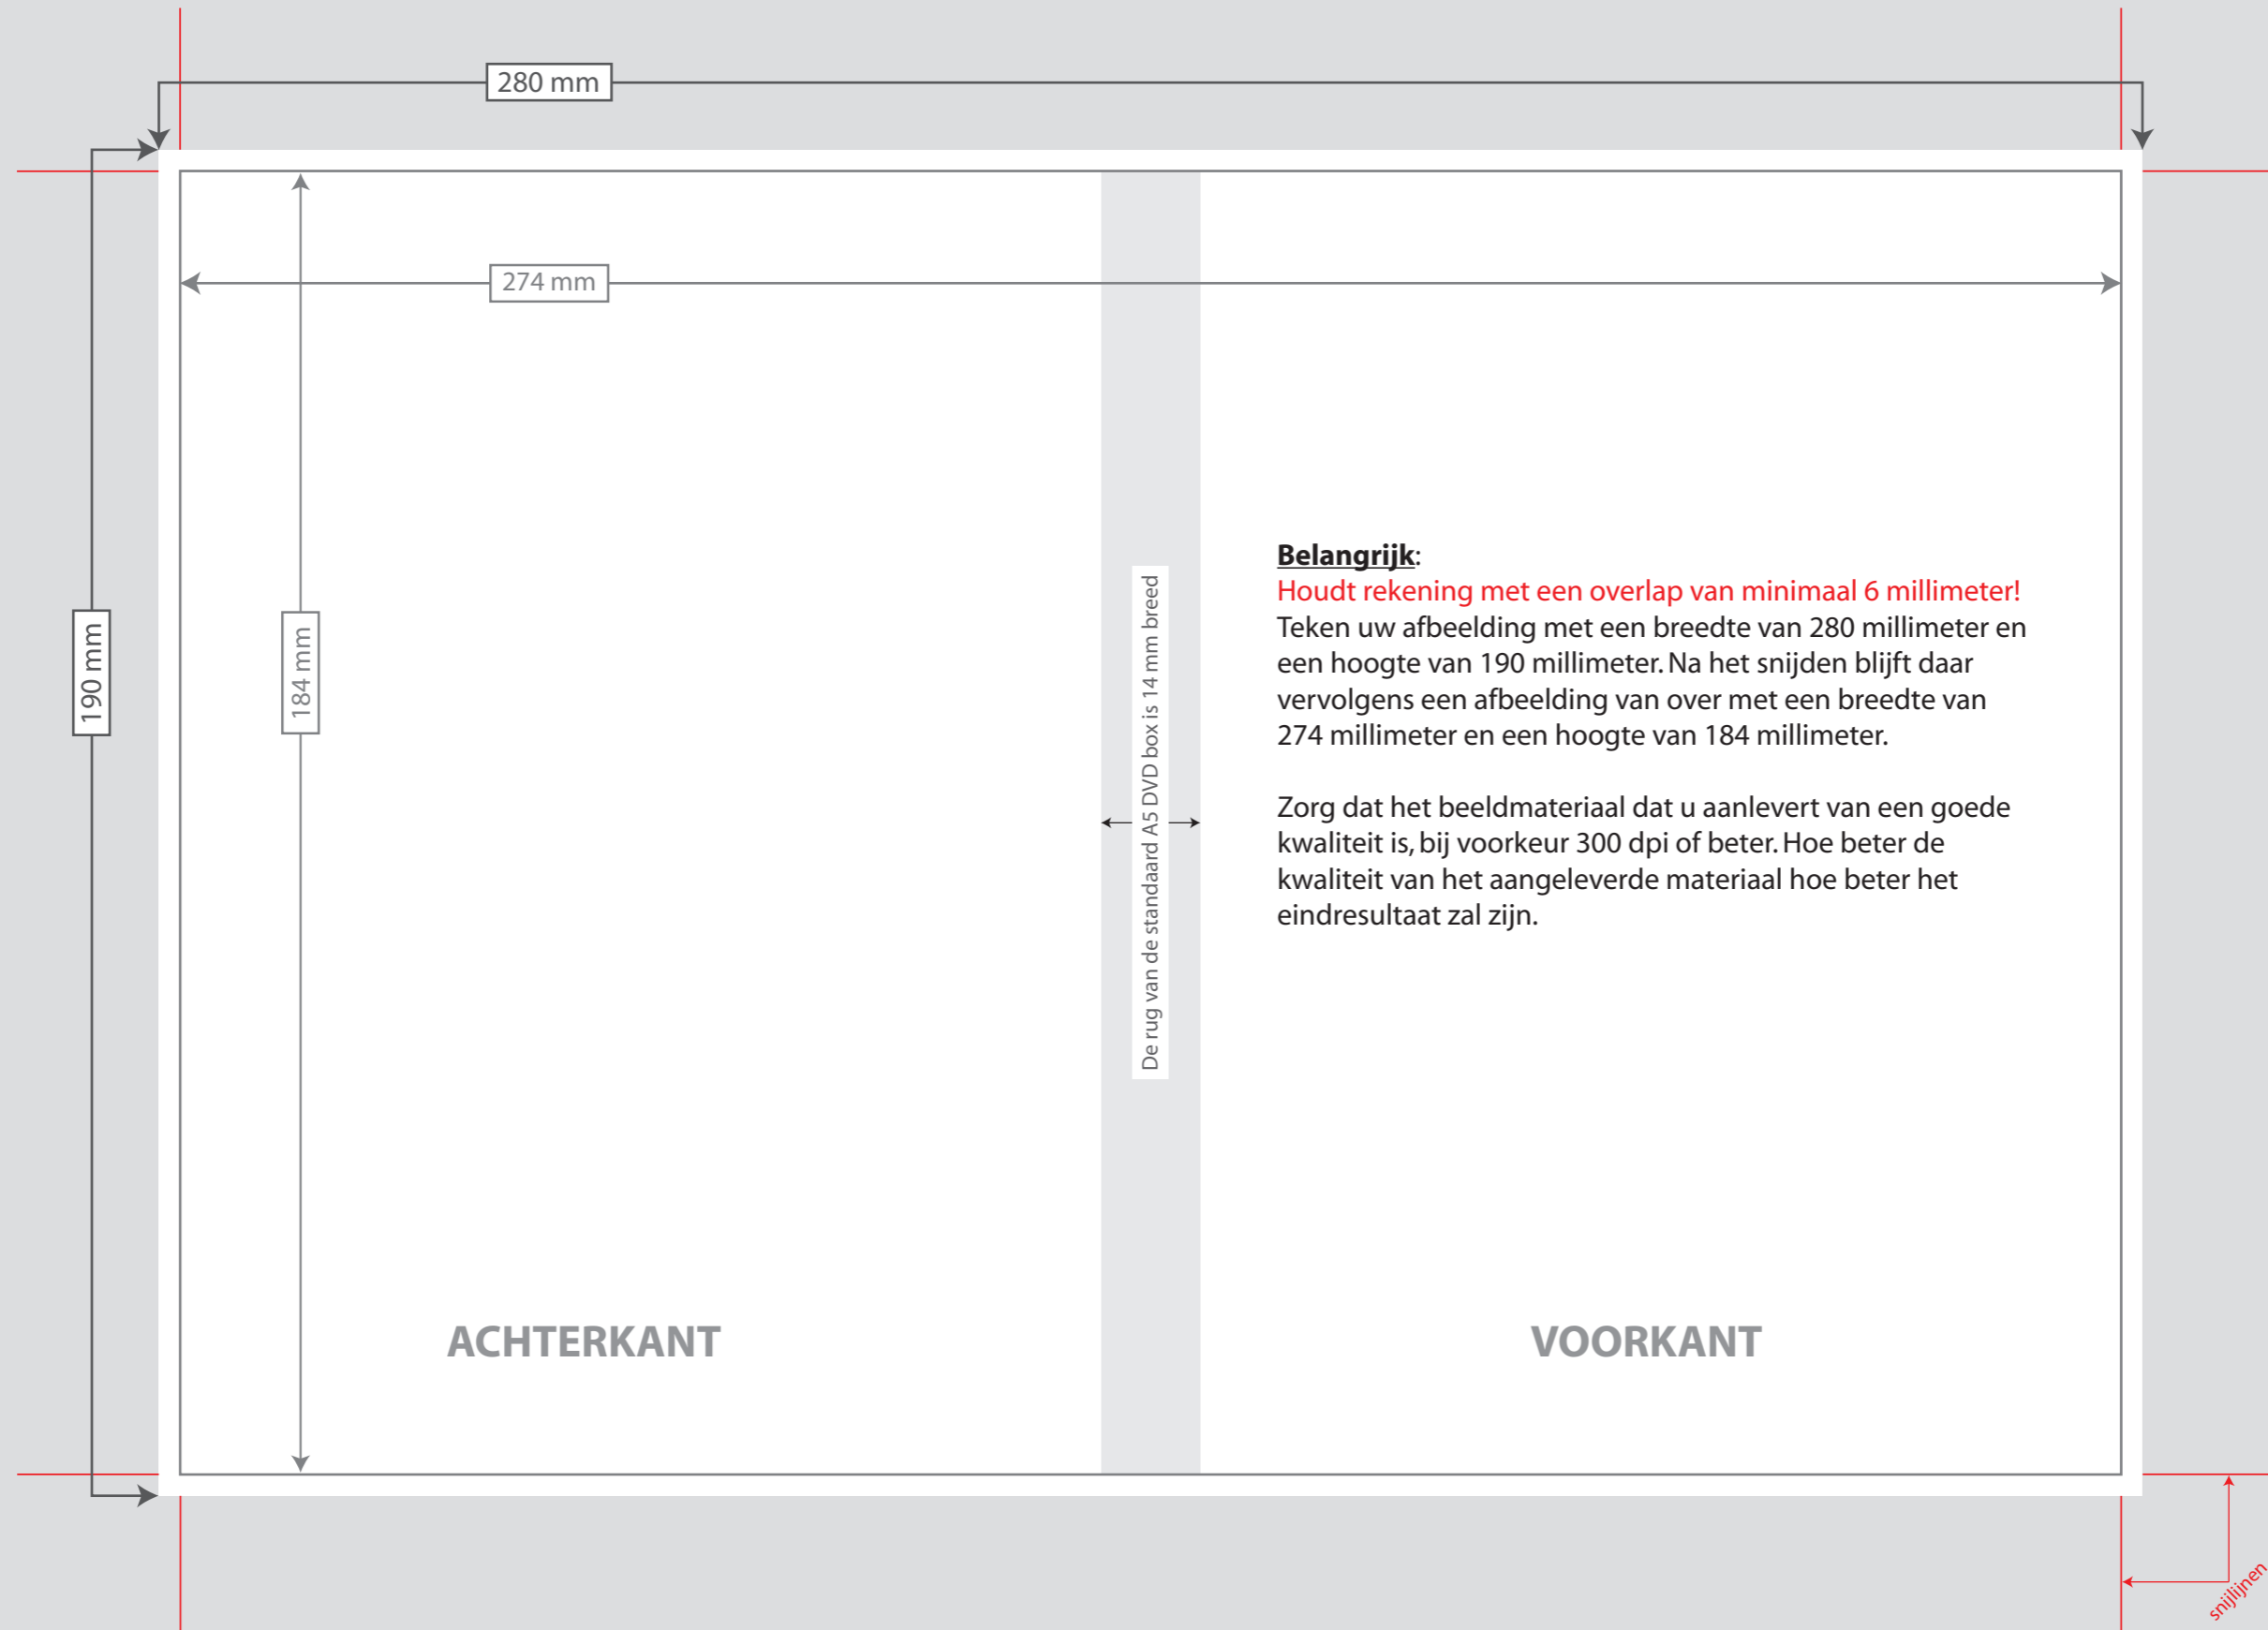 280 mm
274 mm
190 mm
184 mm
De rug van de standaard A5 DVD box is 14 mm breed
Belangrijk:
Houdt rekening met een overlap van minimaal 6 millimeter!
Teken uw afbeelding met een breedte van 280 millimeter en
een hoogte van 190 millimeter. Na het snijden blijft daar
vervolgens een afbeelding van over met een breedte van
274 millimeter en een hoogte van 184 millimeter.
Zorg dat het beeldmateriaal dat u aanlevert van een goede
kwaliteit is, bij voorkeur 300 dpi of beter. Hoe beter de
kwaliteit van het aangeleverde materiaal hoe beter het
eindresultaat zal zijn.
ACHTERKANT
VOORKANT
snijlijnen